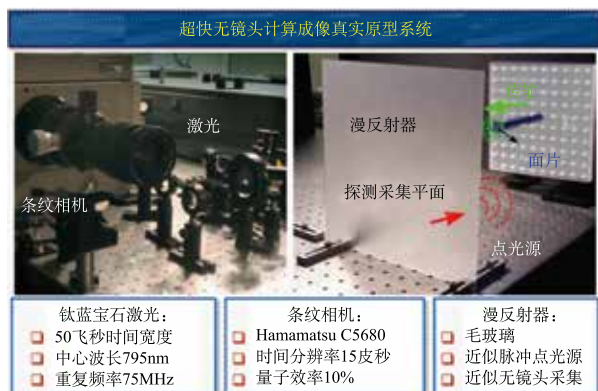 超快无镜头计算成像真实原型系统
激光
条纹相机
漫反射器
面片
探测采集平面
点光源
钛蓝宝石激光：
50飞秒时间宽度
中心波长795nm
重复频率75MHz
条纹相机：
Hamamatsu C5680
时间分辨率15皮秒
量子效率10%
漫反射器：
毛玻璃
近似脉冲点光源
近似无镜头采集